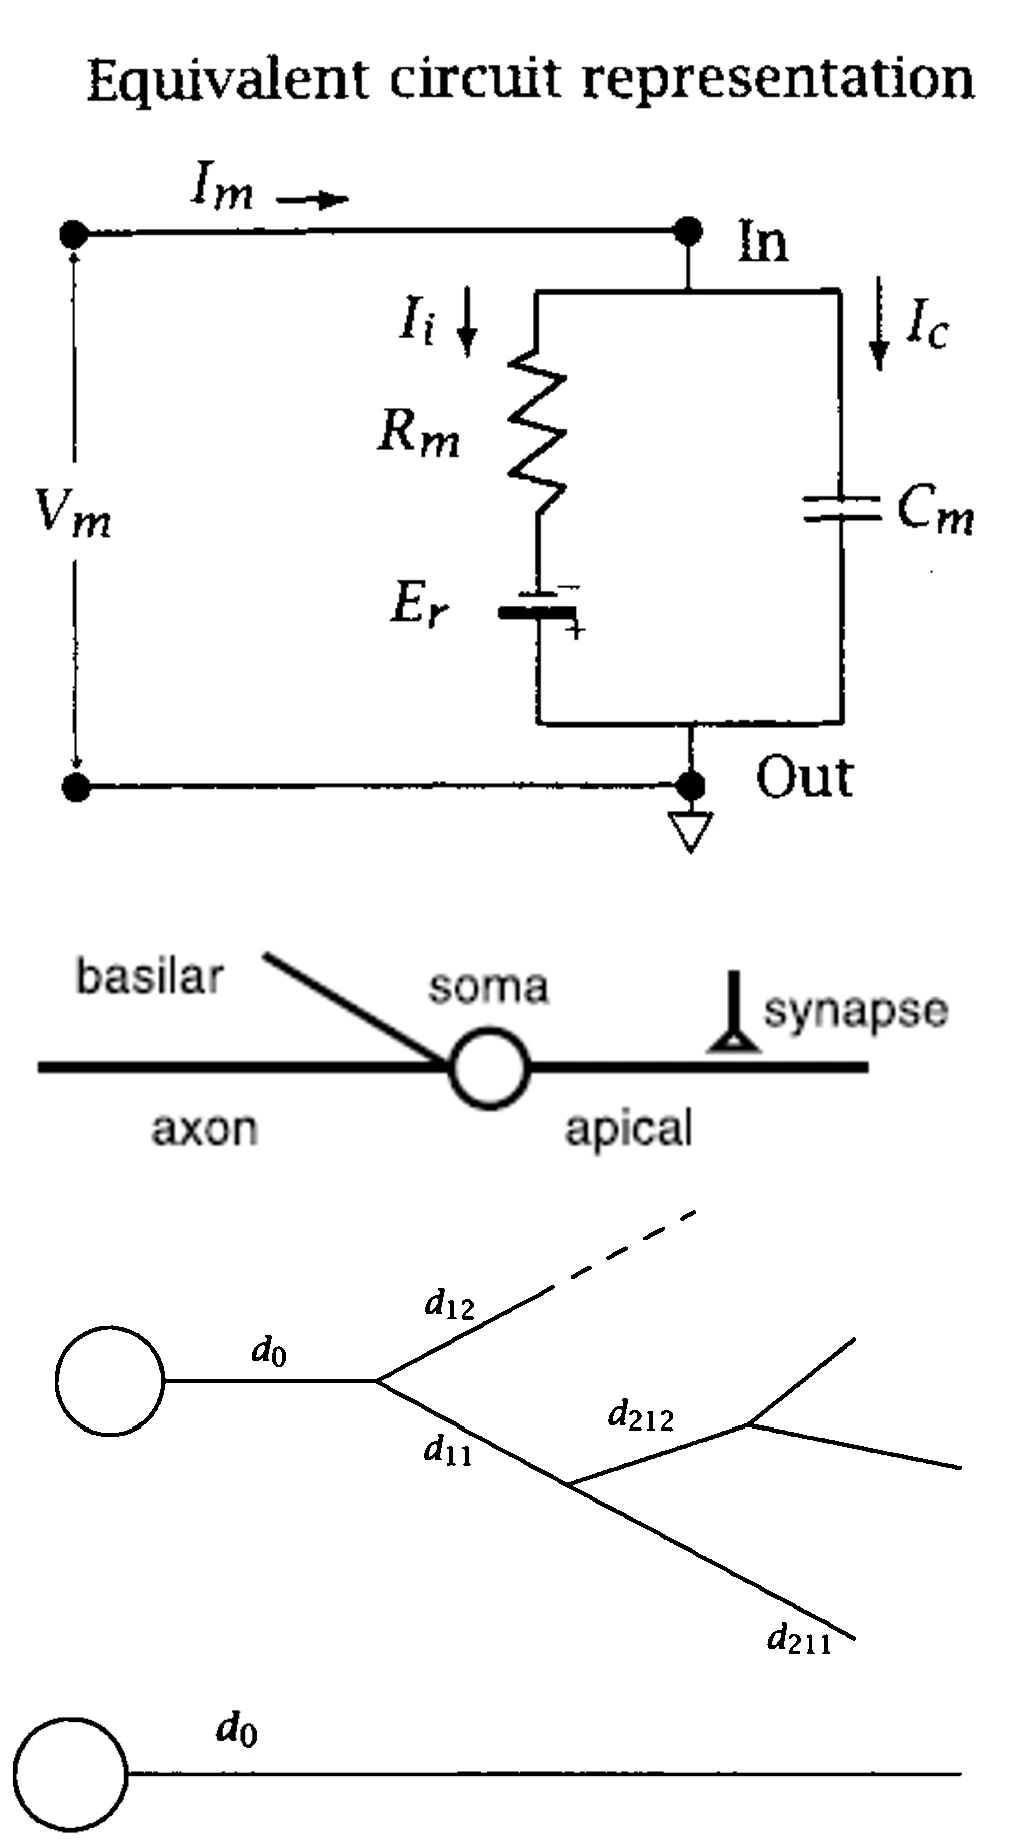 Equivalent circuit representation
Im
In
Ii
Ic
Rm
Vm
Cm
Er
−
+
Out
basilar
soma
synapse
axon
apical
d12
d0
d212
d11
d211
d0